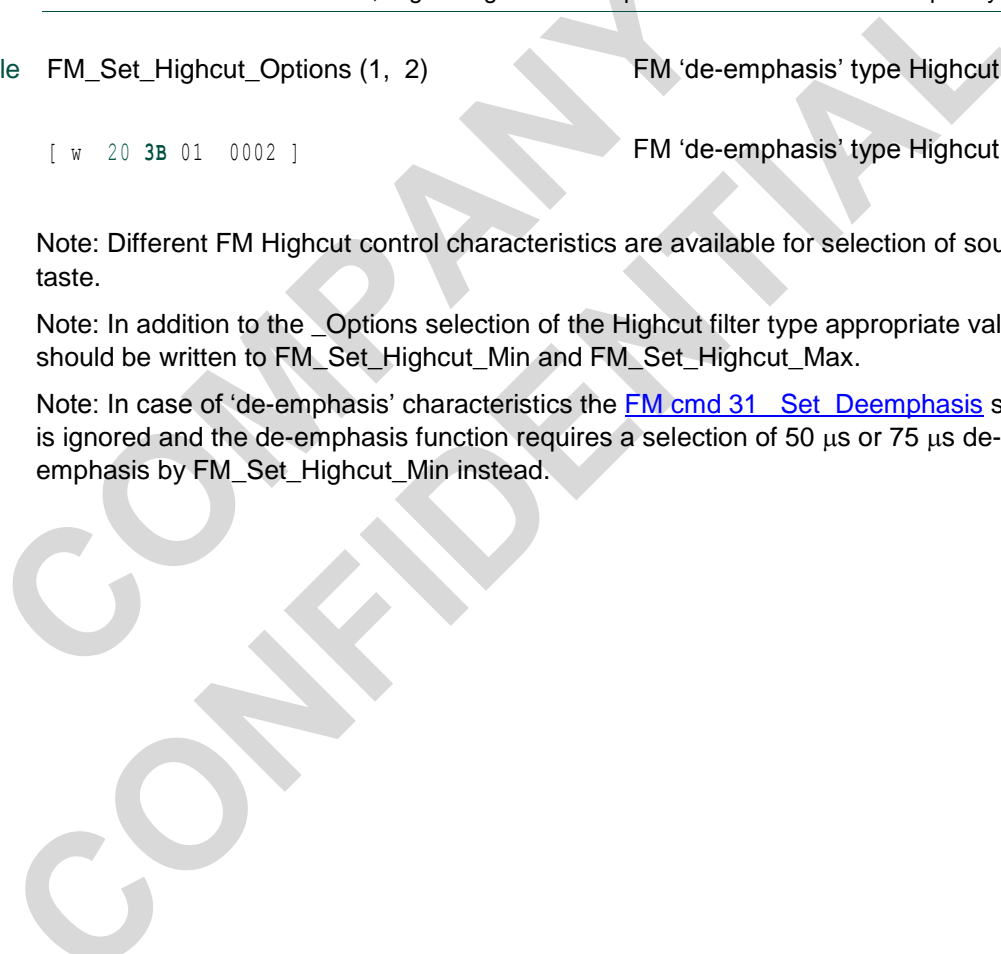 le FM_Set_Highcut_Options (1, 2) FM ‘de-emphasis’ type Highcut
[ w 20 3B 01 0002 ] FM ‘de-emphasis’ type Highcut
Note: Different FM Highcut control characteristics are available for selection of sou
taste.
Note: In addition to the _Options selection of the Highcut filter type appropriate val
should be written to FM_Set_Highcut_Min and FM_Set_Highcut_Max.
Note: In case of ‘de-emphasis’ characteristics the FM cmd 31 Set_Deemphasis s
is ignored and the de-emphasis function requires a selection of 50 μs or 75 μs de-
emphasis by FM_Set_Highcut_Min instead.
COMPANY
CONFIDENTIAL